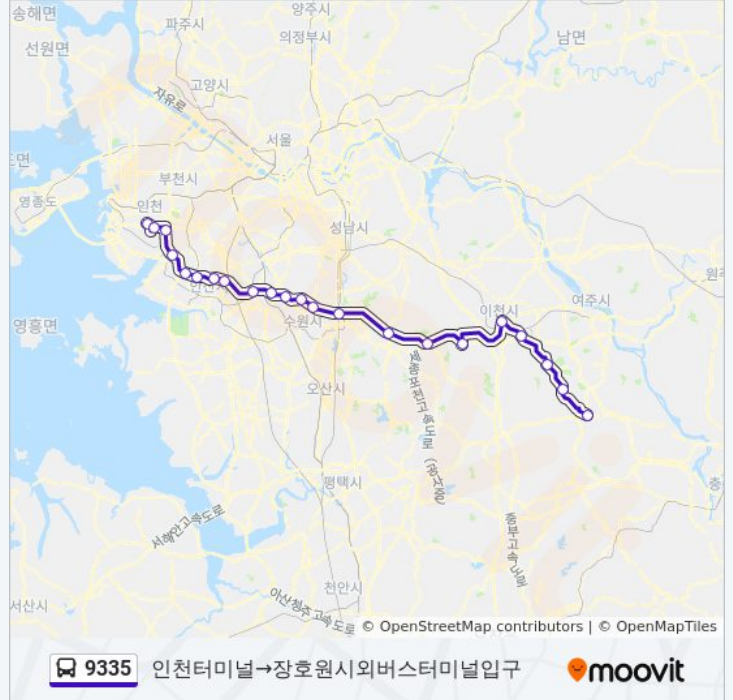 송해면
양주시
파주시
의정부시
남면
선원면
고양시
자유로
서울
부천시
영종도
인천
성남시
여주시
이천시
영흥면
수원시
오산시
평택시
서해안고속도로
천안시
아산청주고속도로
서산시
© OpenStreetMap contributors | © OpenMapTiles
9335 인천터미널→장호원시외버스터미널입구
moovit